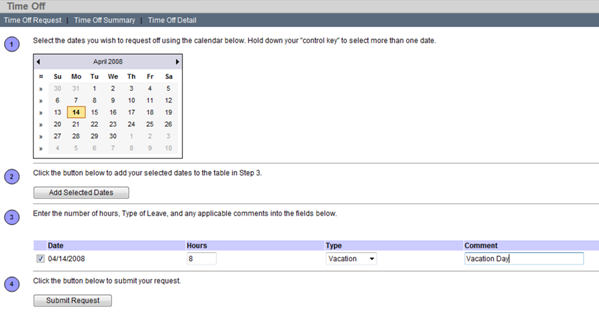 Time Off
Time Off Request | Time Off Summary | Time Off Detail
1 Select the dates you wish to request off using the calendar below. Hold down your "control key" to select more than one date.
April 2008
¤ Su Mo Tu We Th Fr Sa
» 30 31 1 2 3 4 5
» 6 7 8 9 10 11 12
» 13 14 15 16 17 18 19
» 20 21 22 23 24 25 26
» 27 28 29 30 1 2 3
» 4 5 6 7 8 9 10
2 Click the button below to add your selected dates to the table in Step 3.
Add Selected Dates
3 Enter the number of hours, Type of Leave, and any applicable comments into the fields below.
Date Hours Type Comment
04/14/2008 8 Vacation Vacation Day
4 Click the button below to submit your request.
Submit Request